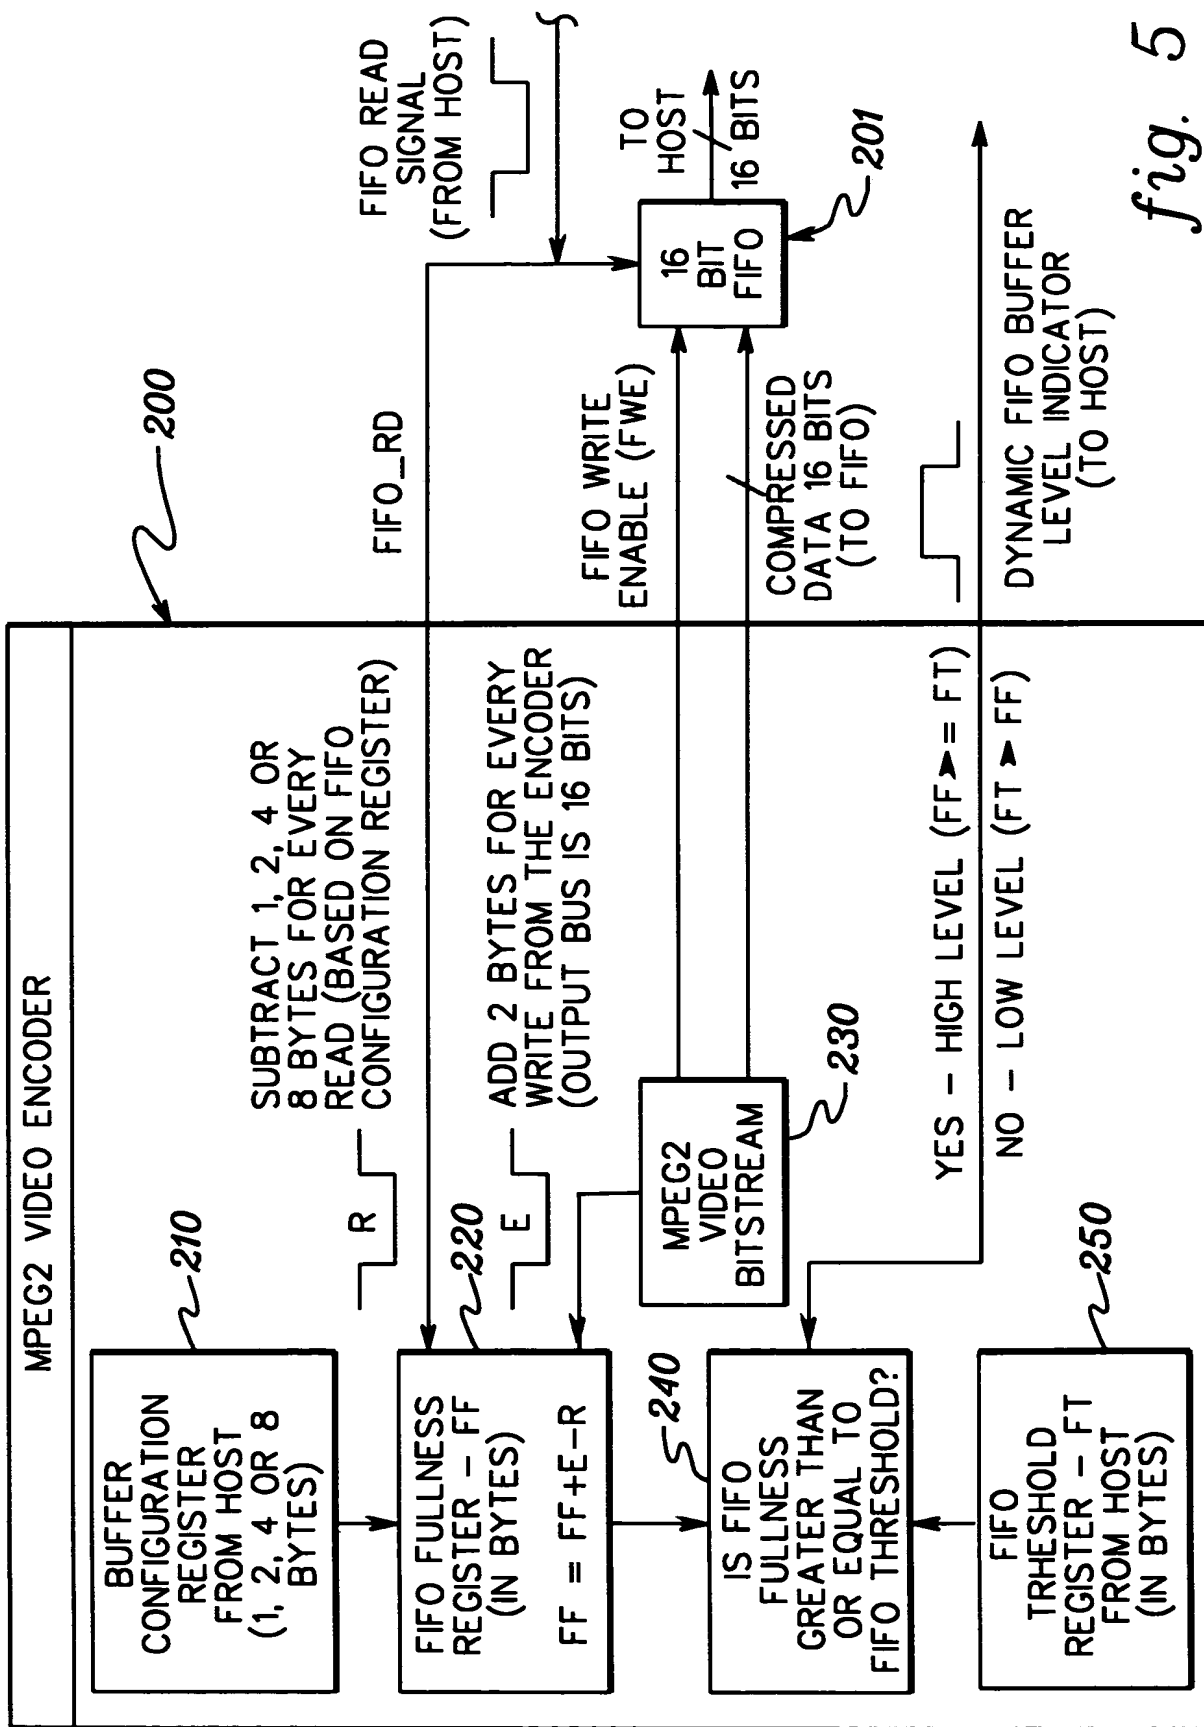 MPEG2 VIDEO ENCODER
200
BUFFER
CONFIGURATION
REGISTER
FROM HOST
(1, 2, 4 OR 8
BYTES)
210
SUBTRACT 1, 2, 4 OR
8 BYTES FOR EVERY
READ (BASED ON FIFO
CONFIGURATION REGISTER)
R
FIFO_RD
FIFO READ
SIGNAL
(FROM HOST)
FIFO FULLNESS
REGISTER – FF
(IN BYTES)
FF = FF+E–R
220
E
ADD 2 BYTES FOR EVERY
WRITE FROM THE ENCODER
(OUTPUT BUS IS 16 BITS)
MPEG2
VIDEO
BITSTREAM
230
FIFO WRITE
ENABLE (FWE)
COMPRESSED
DATA 16 BITS
(TO FIFO)
16
BIT
FIFO
201
TO
HOST
16 BITS
IS FIFO
FULLNESS
GREATER THAN
OR EQUAL TO
FIFO THRESHOLD?
240
YES – HIGH LEVEL (FF > = FT)
NO – LOW LEVEL (FT > FF)
DYNAMIC FIFO BUFFER
LEVEL INDICATOR
(TO HOST)
FIFO
TRHESHOLD
REGISTER – FT
FROM HOST
(IN BYTES)
250
fig. 5